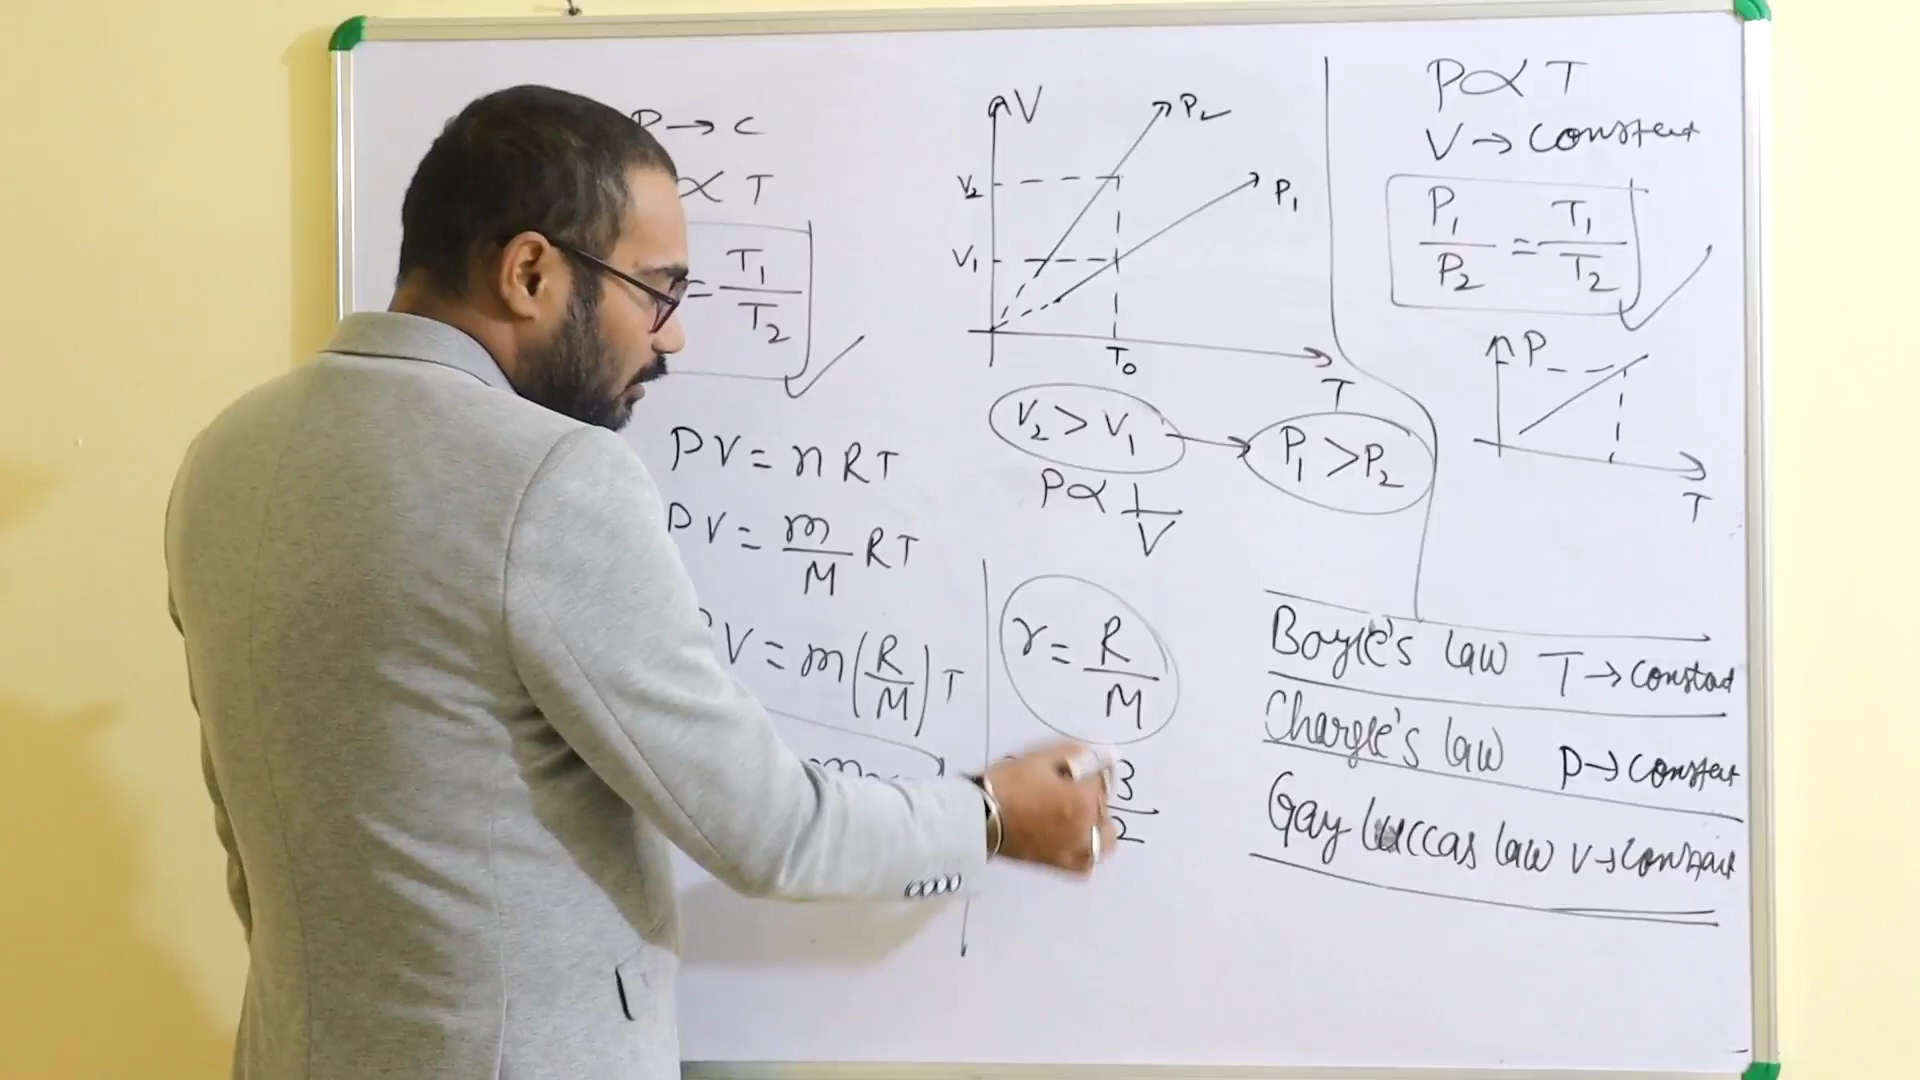 P → C
∝ T
= T₁/T₂
PV = nRT
PV = m/M RT
V = m(R/M)T
V
P₂
V₂
P₁
V₁
T₀
T
V₂ > V₁ → P₁ > P₂
P ∝ 1/V
r = R/M
3/2
P ∝ T
V → Constant
P₁/P₂ = T₁/T₂
P
T
Boyle's law T → constant
Chargle's law P → Constant
Gay Luccas law V → Constant